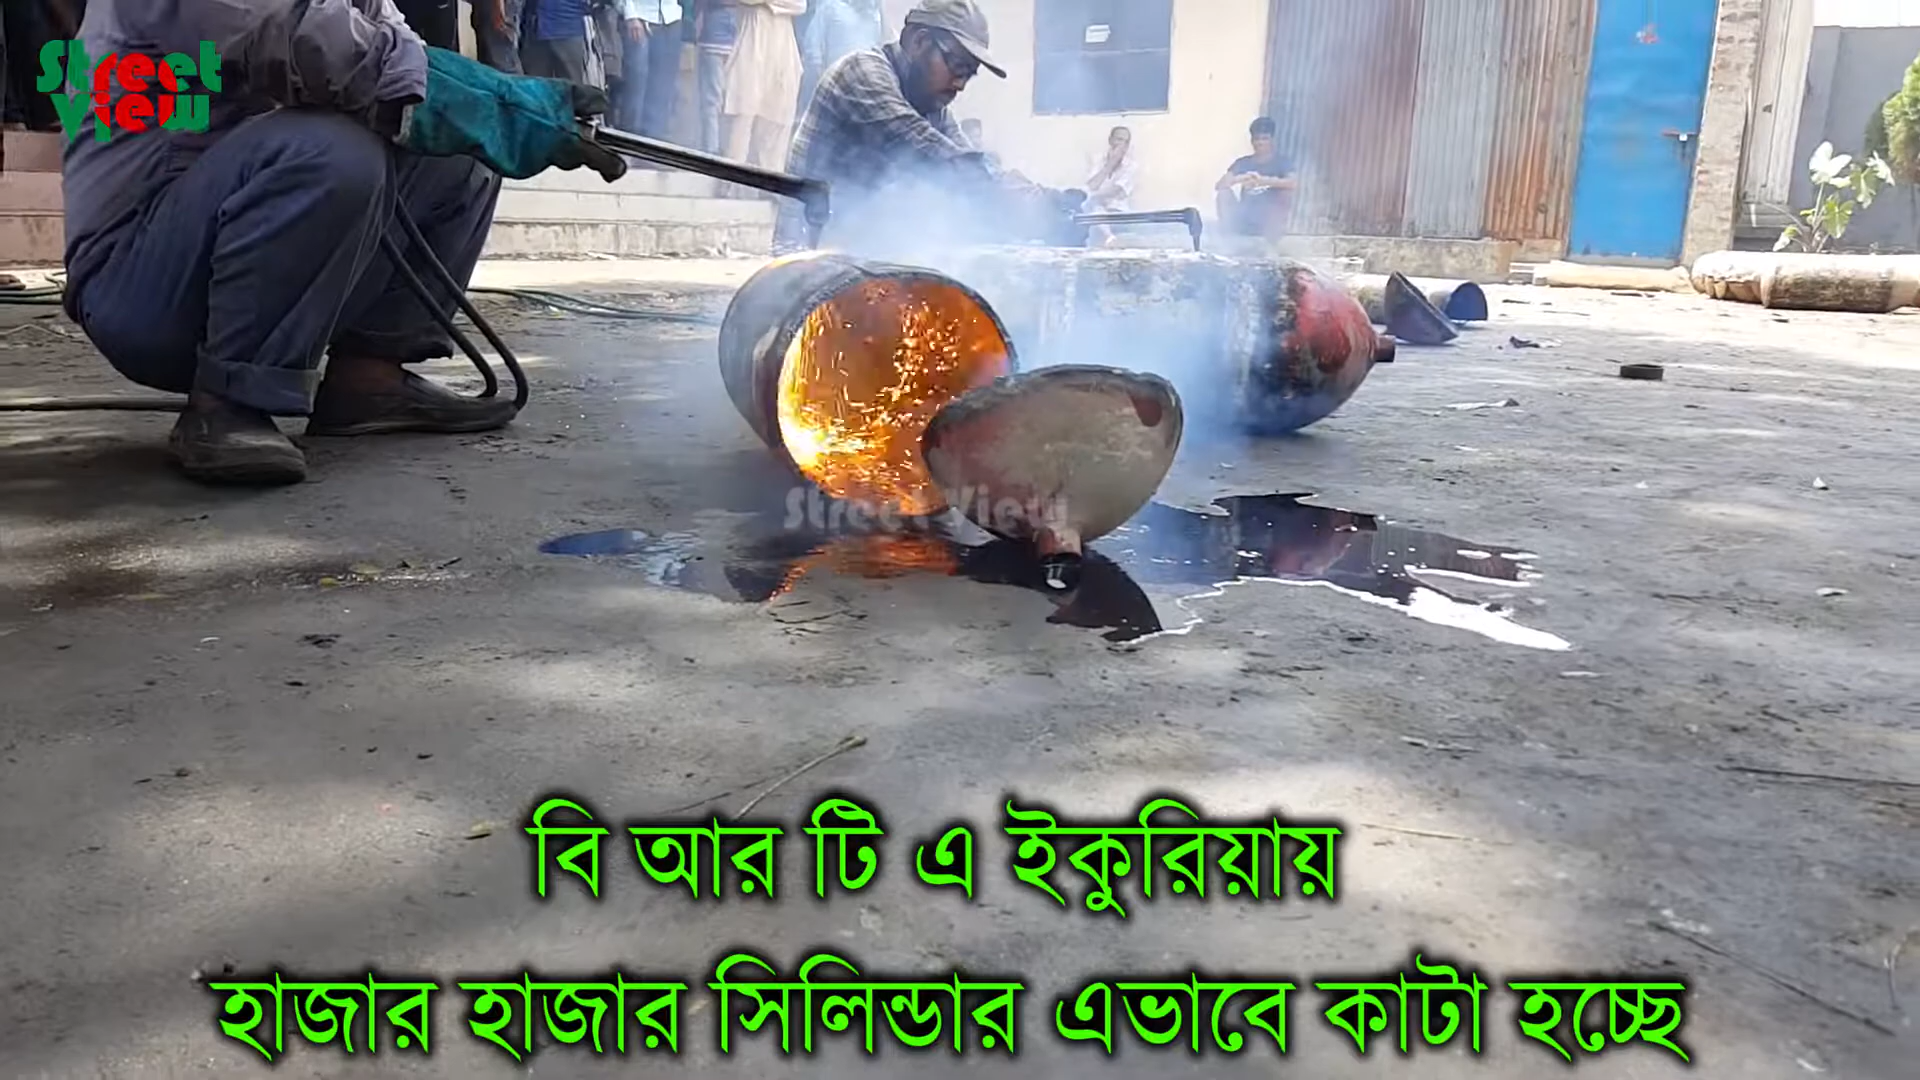 Street
View
Street View
বি আর টি এ ইকুরিয়ায়
হাজার হাজার সিলিন্ডার এভাবে কাটা হচ্ছে